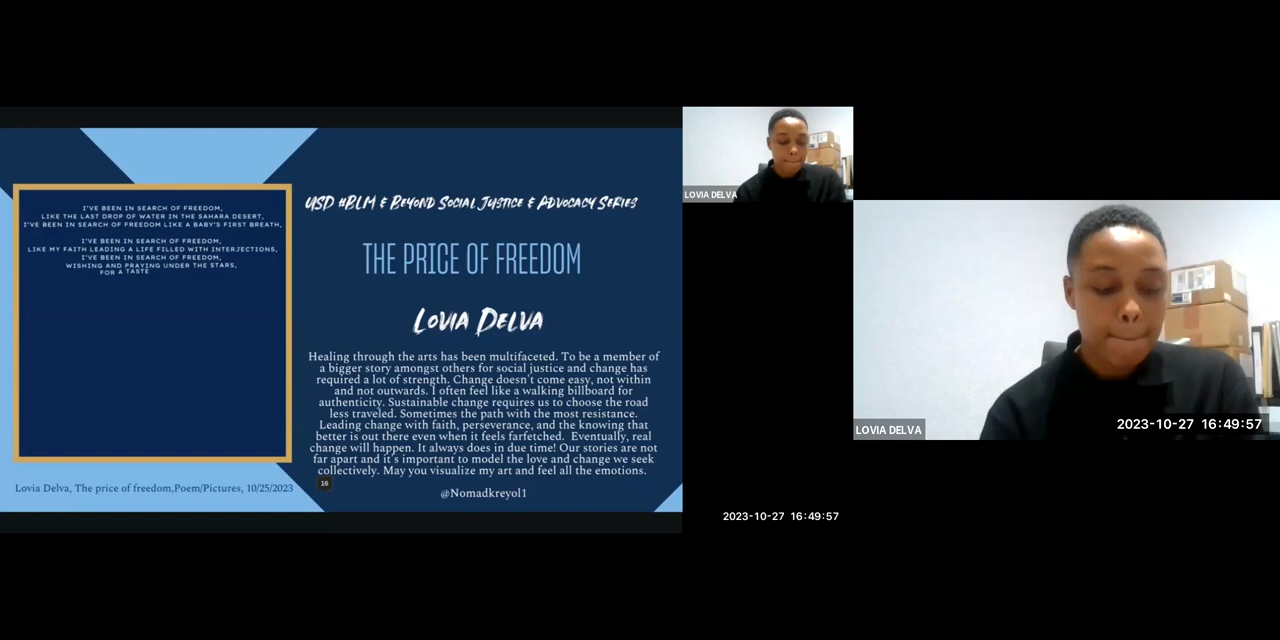 I'VE BEEN IN SEARCH OF FREEDOM,
LIKE THE LAST DROP OF WATER IN THE SAHARA DESERT,
I'VE BEEN IN SEARCH OF FREEDOM LIKE A BABY'S FIRST BREATH,
I'VE BEEN IN SEARCH OF FREEDOM,
LIKE MY FAITH LEADING A LIFE FILLED WITH INTERJECTIONS,
I'VE BEEN IN SEARCH OF FREEDOM,
WISHING AND PRAYING UNDER THE STARS,
FOR A TASTE
Lovia Delva, The price of freedom,Poem/Pictures, 10/25/2023
USD #BLM & Beyond Social Justice & Advocacy Series
THE PRICE OF FREEDOM
Lovia Delva
Healing through the arts has been multifaceted. To be a member of
a bigger story amongst others for social justice and change has
required a lot of strength. Change doesn't come easy, not within
and not outwards. I often feel like a walking billboard for
authenticity. Sustainable change requires us to choose the road
less traveled. Sometimes the path with the most resistance.
Leading change with faith, perseverance, and the knowing that
better is out there even when it feels farfetched. Eventually, real
change will happen. It always does in due time! Our stories are not
far apart and it's important to model the love and change we seek
collectively. May you visualize my art and feel all the emotions.
16
@Nomadkreyol1
LOVIA DELVA
2023-10-27 16:49:57
LOVIA DELVA
2023-10-27 16:49:57